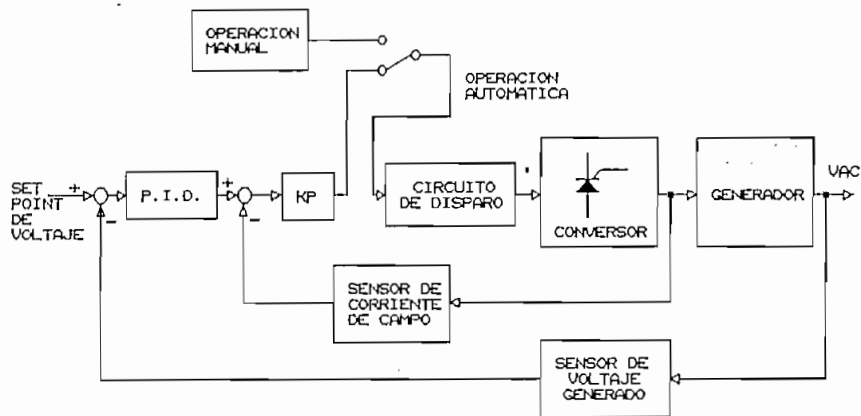 OPERACION
MANUAL
OPERACION
AUTOMATICA
SET
POINT
DE
VOLTAJE
+
-
P.I.D.
+
-
KP
CIRCUITO
DE DISPARO
CONVERSOR
GENERADOR
VAC
SENSOR DE
CORRIENTE
DE CAMPO
SENSOR DE
VOLTAJE
GENERADO